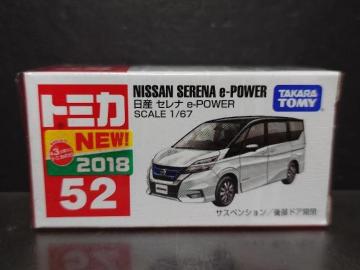 トミカ
NEW!
2018
52
NISSAN SERENA e-POWER
日産 セレナ e-POWER
SCALE 1/67
TAKARA
TOMY
サスペンション／後部ドア開閉